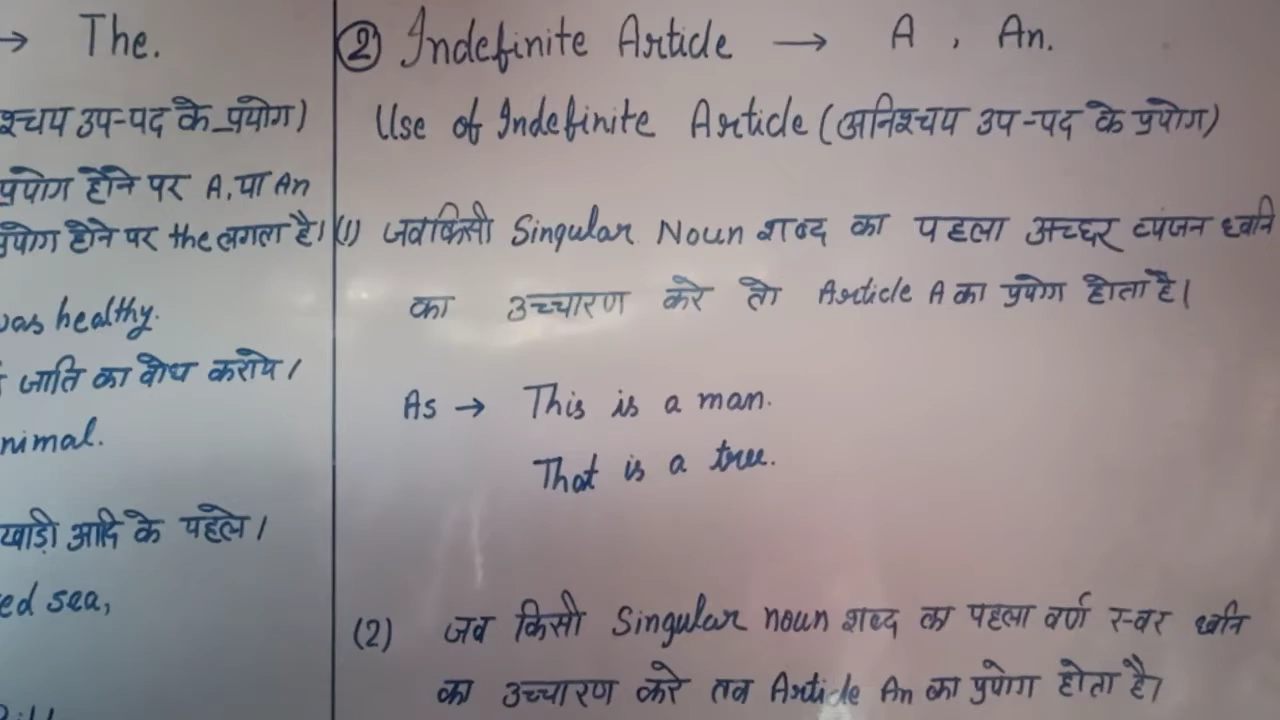 → The.
श्चय उप-पद के प्रयोग)
प्रयोग होने पर A, या An
प्रयोग होने पर the लगता है।
was healthy.
जाति का बोध कराये।
nimal.
खाड़ी आदि के पहले।
ed sea,
② Indefinite Article → A , An.
Use of Indefinite Article (अनिश्चय उप-पद के प्रयोग)
(1) जब किसी Singular Noun शब्द का पहला अच्छर व्यंजन ध्वनि
का उच्चारण करे तो Article A का प्रयोग होता है।
As → This is a man.
That is a tree.
(2) जब किसी Singular noun शब्द का पहला वर्ण स्वर ध्वनि
का उच्चारण करे तब Article An का प्रयोग होता है।